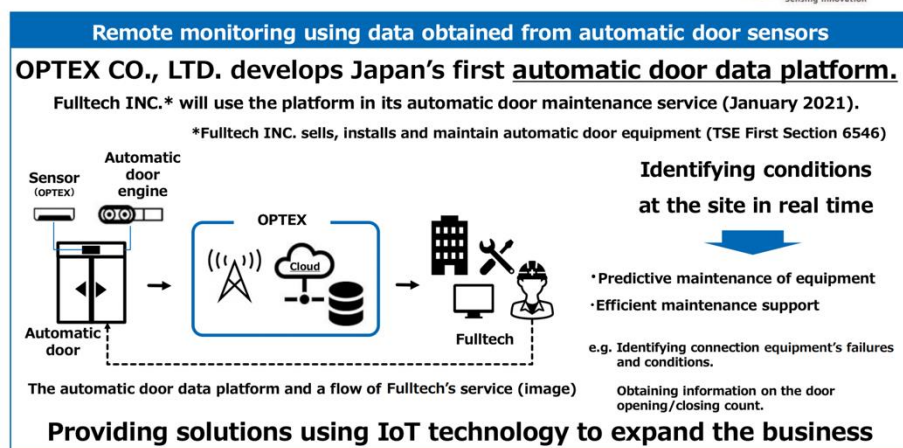 Sensing Innovation
Remote monitoring using data obtained from automatic door sensors
OPTEX CO., LTD. develops Japan's first automatic door data platform.
Fulltech INC.* will use the platform in its automatic door maintenance service (January 2021).
*Fulltech INC. sells, installs and maintain automatic door equipment (TSE First Section 6546)
Sensor
(OPTEX)
Automatic
door
engine
Automatic
door
OPTEX
Cloud
Fulltech
The automatic door data platform and a flow of Fulltech's service (image)
Identifying conditions
at the site in real time
・Predictive maintenance of equipment
・Efficient maintenance support
e.g. Identifying connection equipment's failures
and conditions.
Obtaining information on the door
opening/closing count.
Providing solutions using IoT technology to expand the business